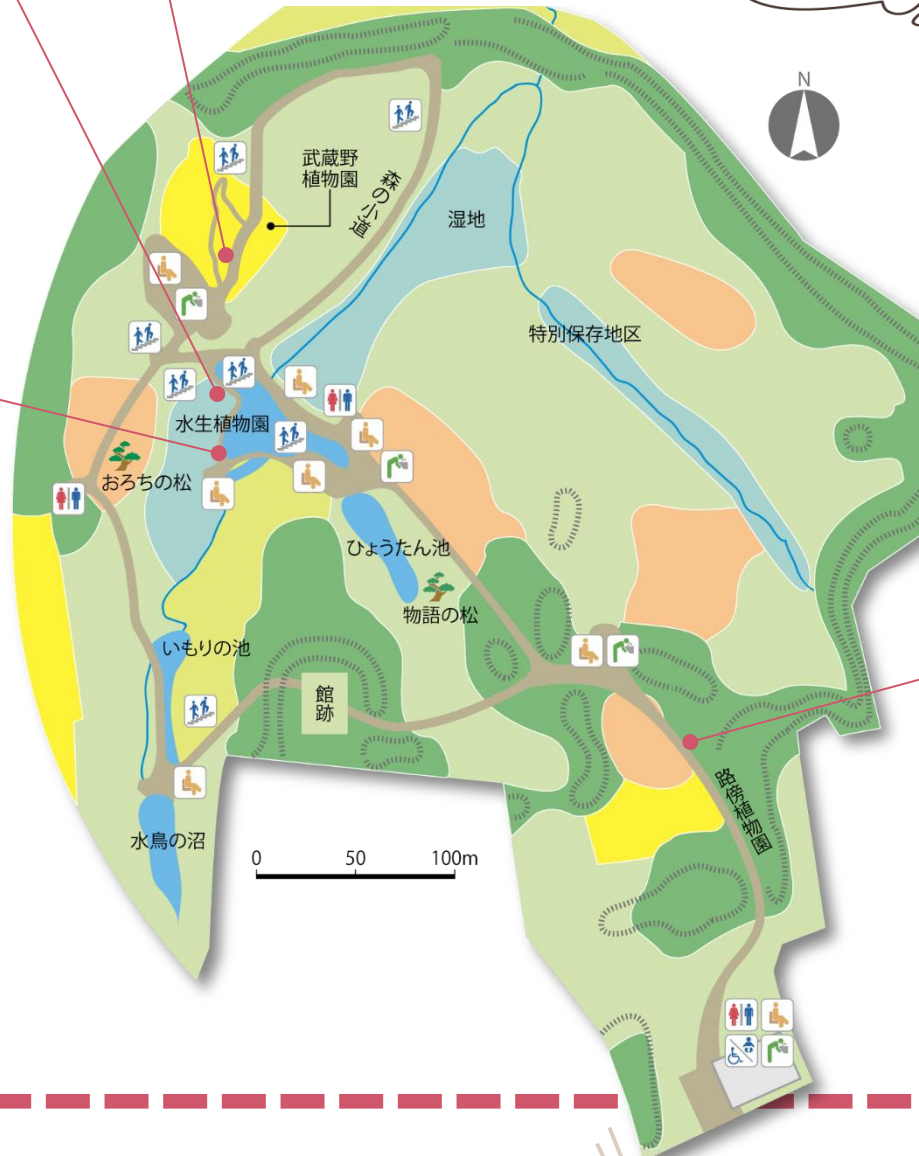 N
武蔵野
植物園
森の小道
湿地
特別保存地区
水生植物園
おろちの松
ひょうたん池
物語の松
いもりの池
館跡
路傍植物園
水鳥の沼
0 50 100m